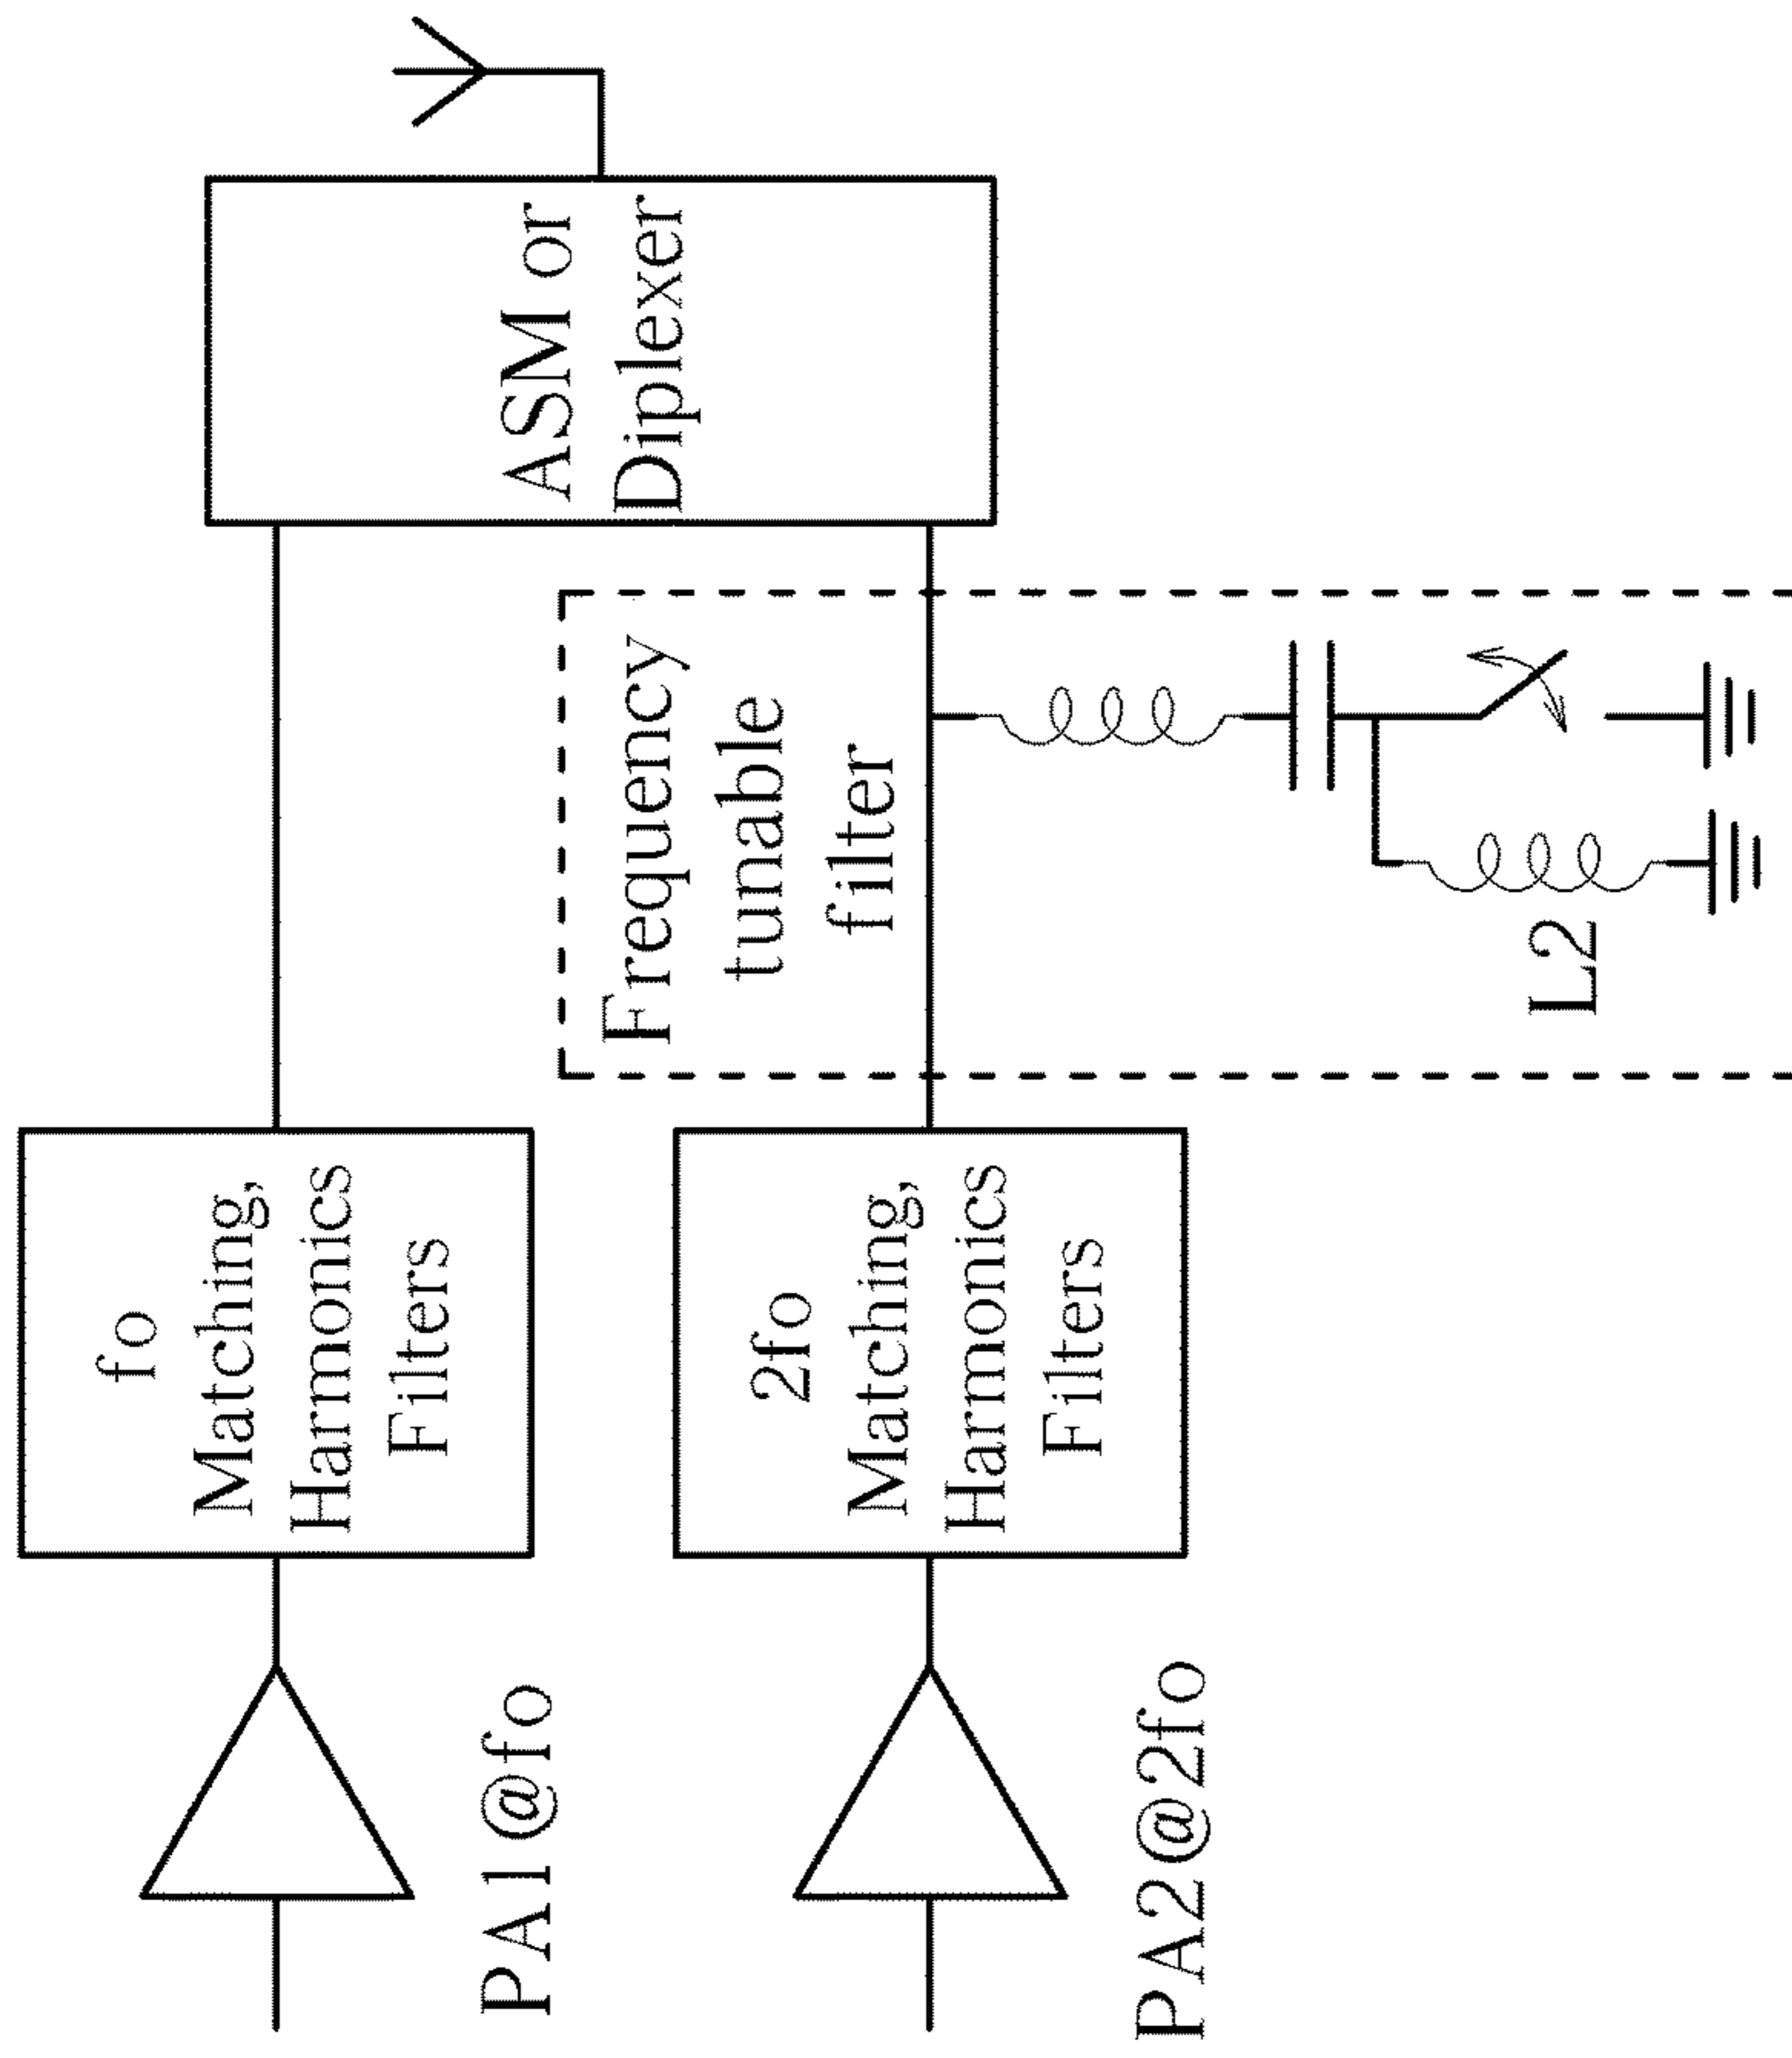 PA1@fo
fo
Matching,
Harmonics
Filters
ASM or
Diplexer
PA2@2fo
2fo
Matching,
Harmonics
Filters
Frequency
tunable
filter
L2